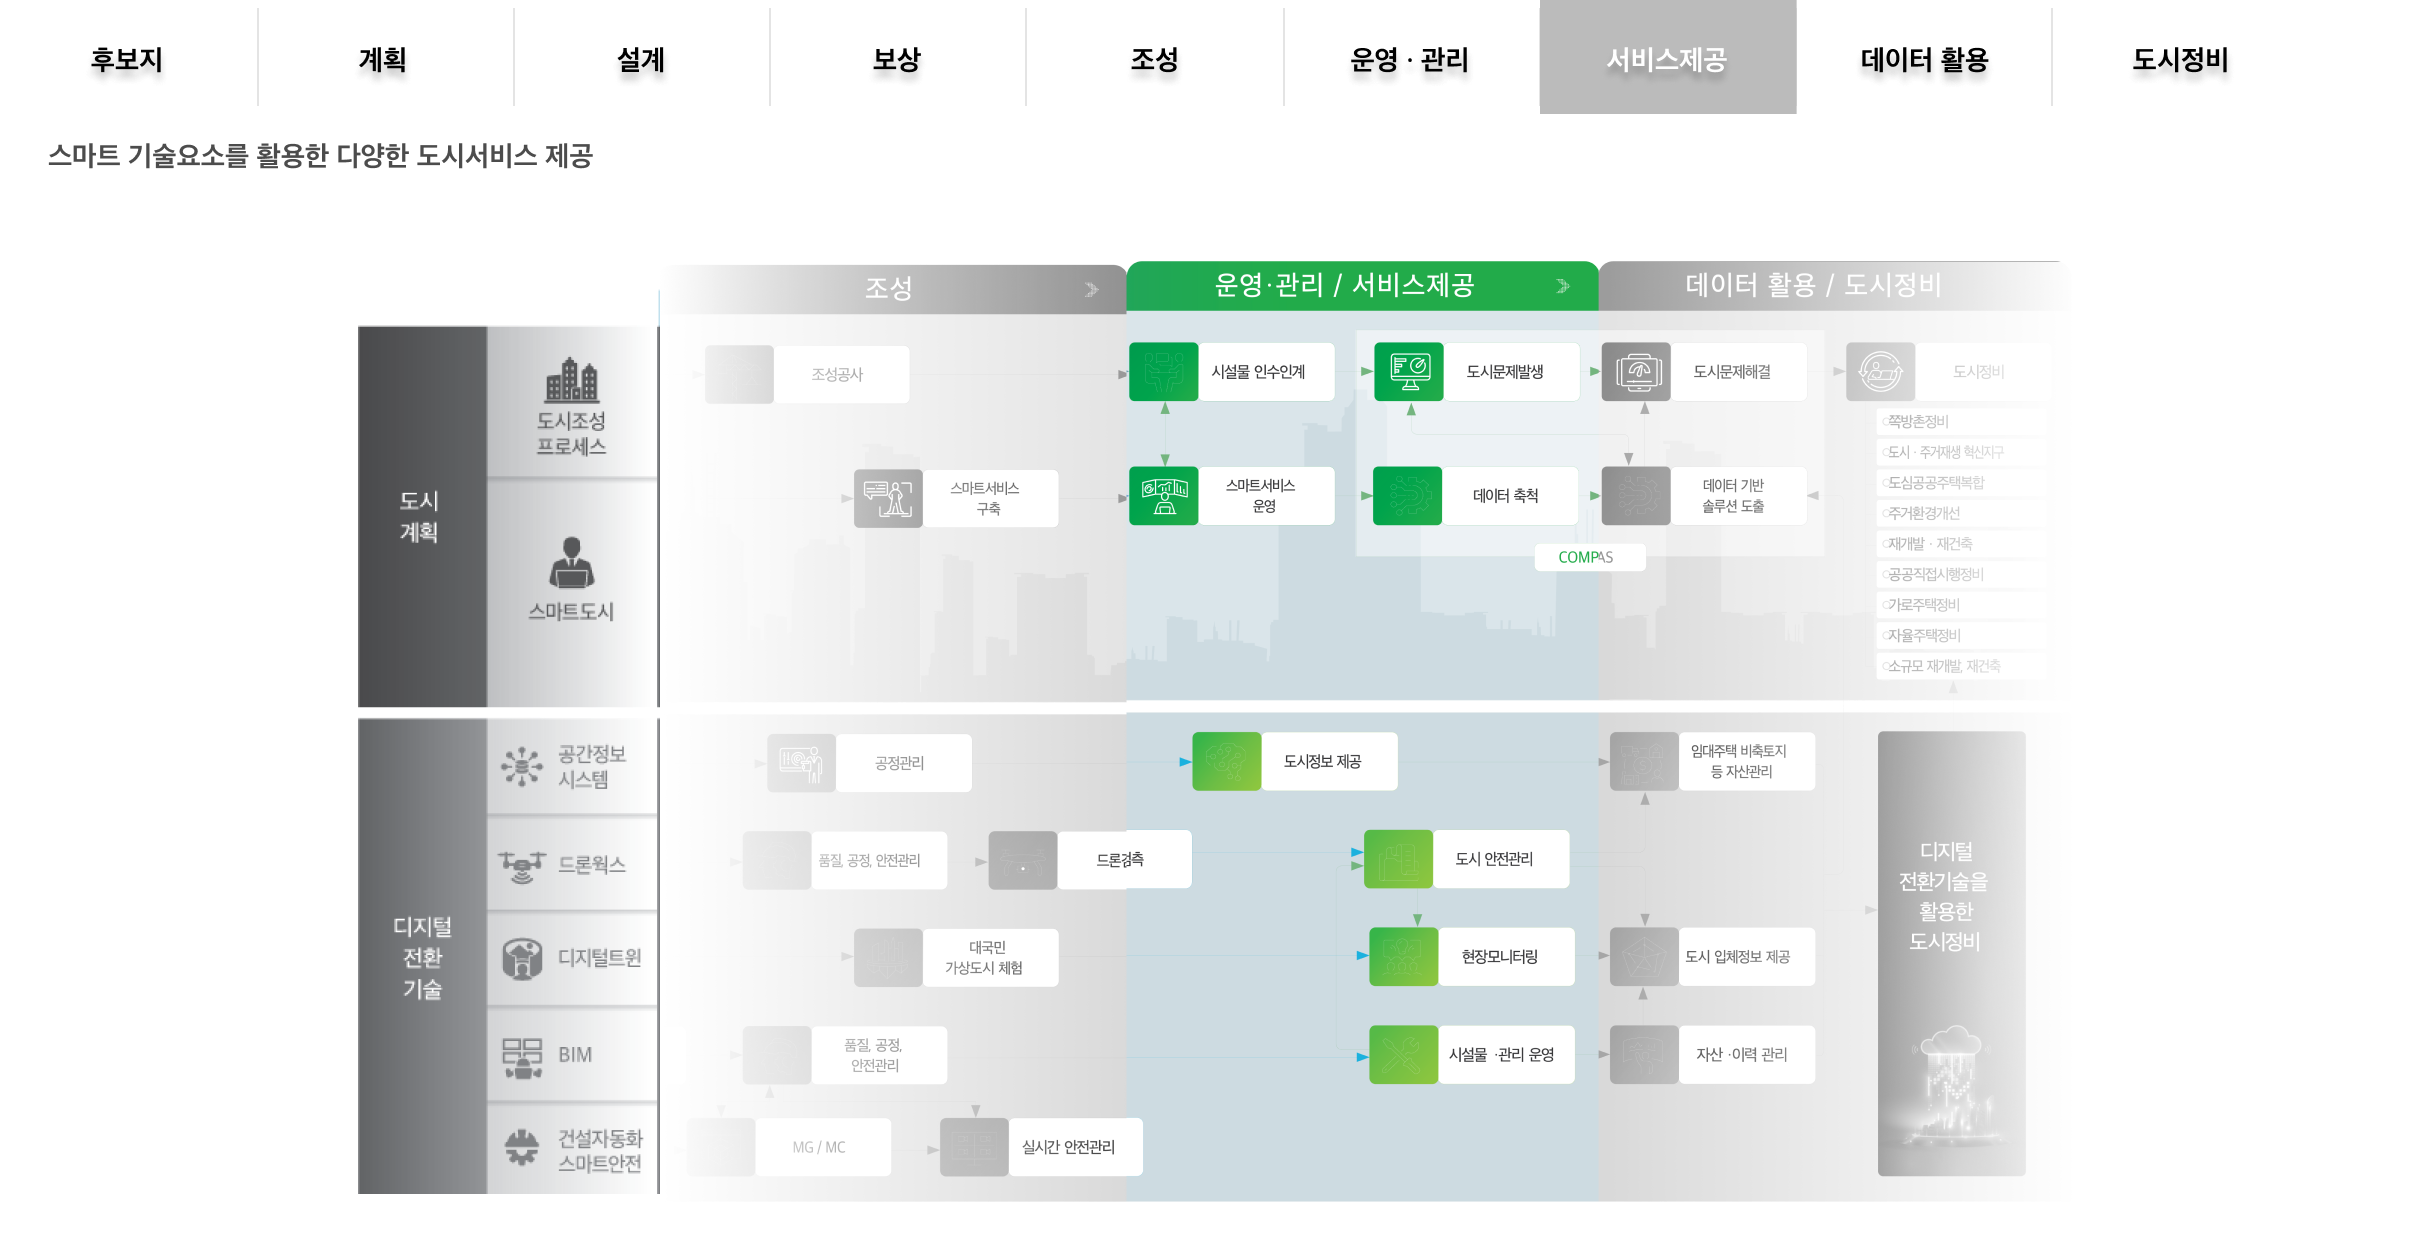 후보지
계획
설계
보상
조성
운영 · 관리
서비스제공
데이터 활용
도시정비
스마트 기술요소를 활용한 다양한 도시서비스 제공
조성
운영·관리 / 서비스제공
데이터 활용 / 도시정비
도시
계획
도시조성
프로세스
스마트도시
조성공사
시설물 인수인계
도시문제발생
도시문제해결
도시정비
스마트서비스
구축
스마트서비스
운영
데이터 축척
데이터 기반
솔루션 도출
COMPAS
쪽방촌정비
도시 · 주거재생 혁신지구
도심공공주택복합
주거환경개선
재개발 · 재건축
공공직접시행정비
가로주택정비
자율주택정비
소규모 재개발, 재건축
디지털
전환
기술
공간정보
시스템
드론웍스
디지털트윈
BIM
건설자동화
스마트안전
공정관리
도시정보 제공
임대주택 비축토지
등 자산관리
품질, 공정, 안전관리
드론검측
도시 안전관리
대국민
가상도시 체험
현장모니터링
도시 입체정보 제공
품질, 공정,
안전관리
시설물 ·관리 운영
자산 ·이력 관리
MG / MC
실시간 안전관리
디지털
전환기술을
활용한
도시정비